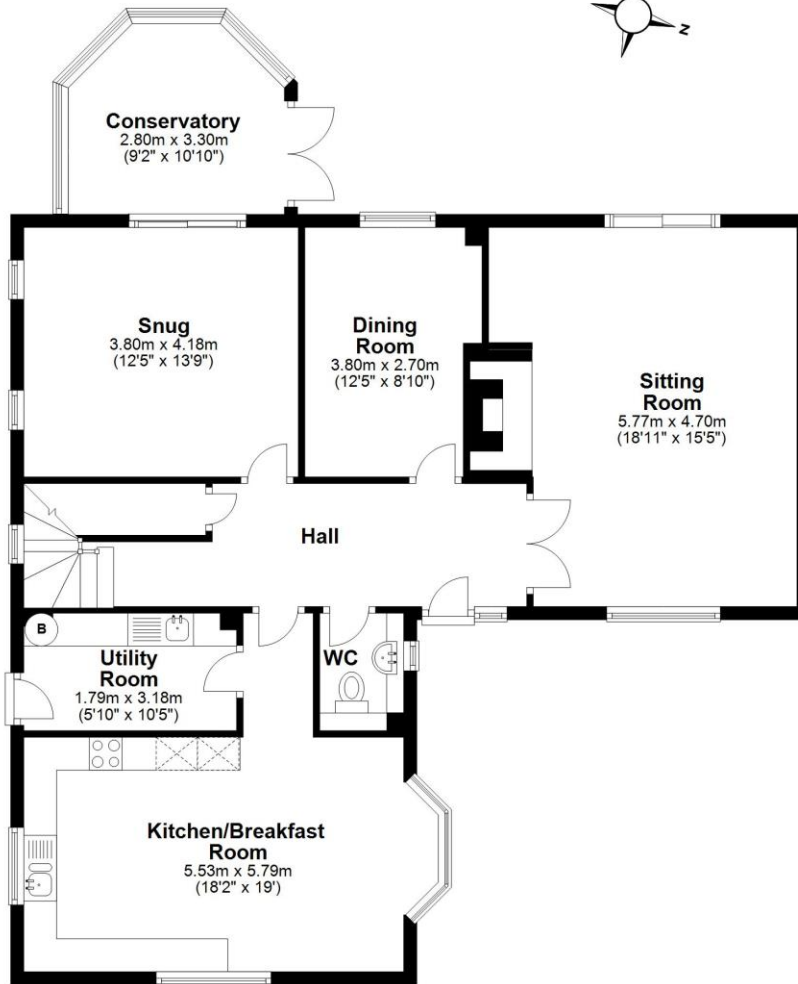 N
Conservatory
2.80m x 3.30m
(9'2" x 10'10")
Snug
3.80m x 4.18m
(12'5" x 13'9")
Dining
Room
3.80m x 2.70m
(12'5" x 8'10")
Sitting
Room
5.77m x 4.70m
(18'11" x 15'5")
Hall
B
Utility
Room
1.79m x 3.18m
(5'10" x 10'5")
WC
Kitchen/Breakfast
Room
5.53m x 5.79m
(18'2" x 19')